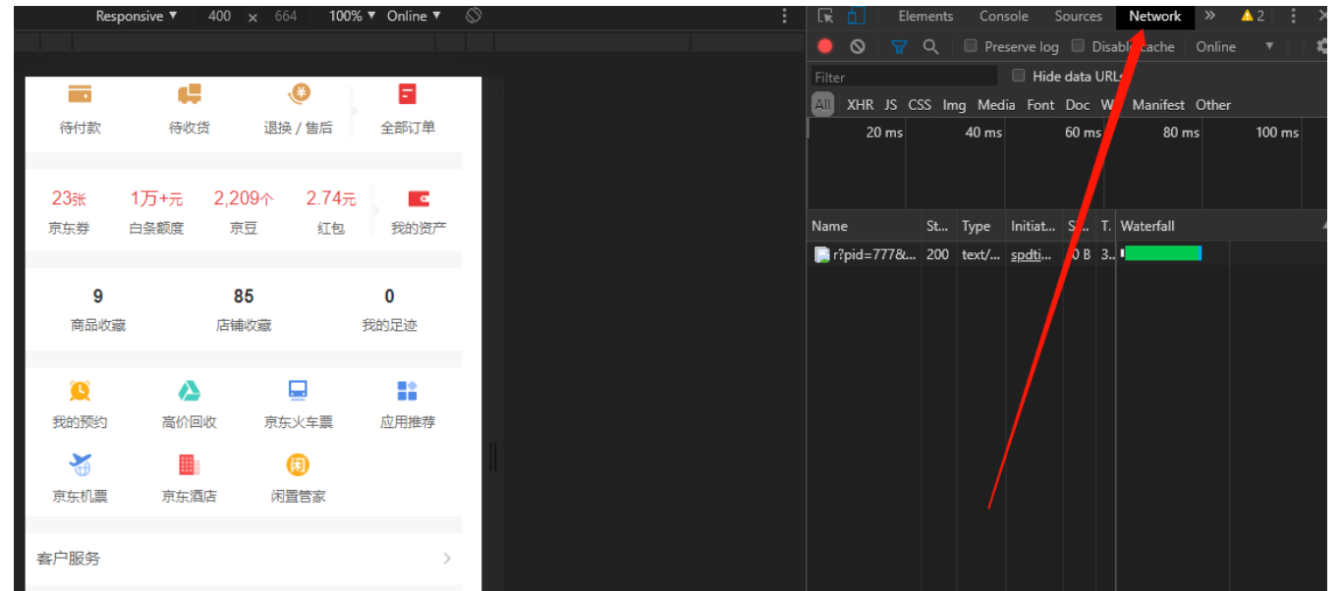 Responsive ▼ 400 × 664 100% ▼ Online ▼
Elements Console Sources Network » 2
Preserve log Disable cache Online ▼
Filter Hide data URLs
All XHR JS CSS Img Media Font Doc W Manifest Other
20 ms 40 ms 60 ms 80 ms 100 ms
Name St... Type Initiat... S... T. Waterfall
r?pid=777&... 200 text/... spdti... 0 B 3..
待付款 待收货 退换 / 售后 全部订单
23张 1万+元 2,209个 2.74元
京东券 白条额度 京豆 红包 我的资产
9 85 0
商品收藏 店铺收藏 我的足迹
我的预约 高价回收 京东火车票 应用推荐
闲
京东机票 京东酒店 闲置管家
客户服务